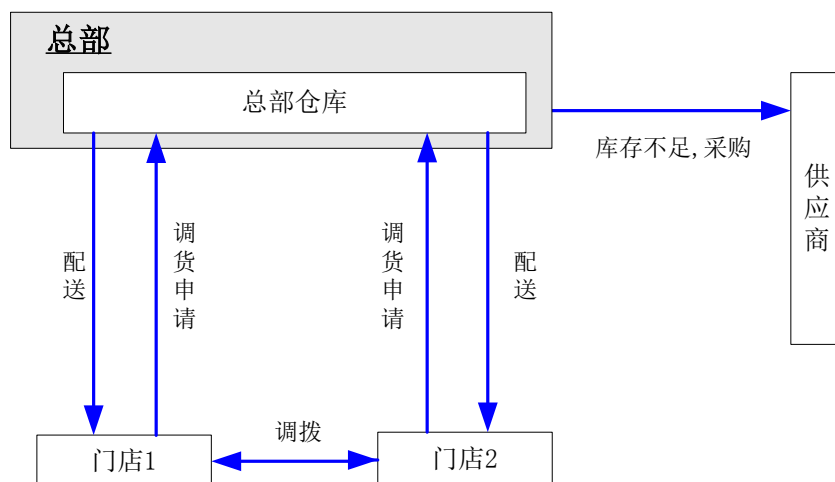 总部
总部仓库
库存不足,采购
供应商
配送
调货申请
调货申请
配送
调拨
门店1
门店2